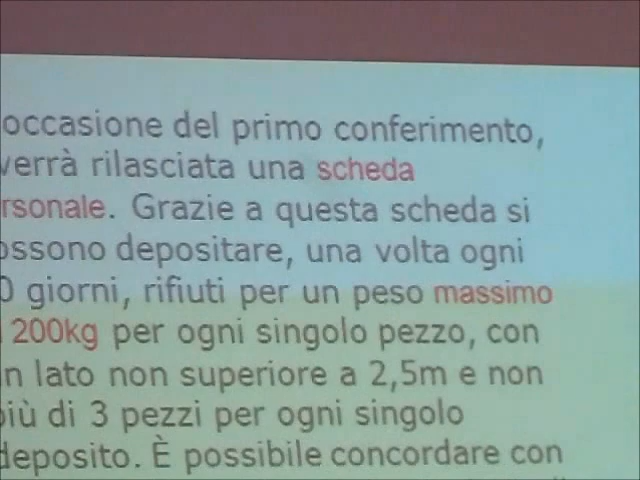 occasione del primo conferimento,
verrà rilasciata una scheda
rsonale. Grazie a questa scheda si
ossono depositare, una volta ogni
0 giorni, rifiuti per un peso massimo
200kg per ogni singolo pezzo, con
n lato non superiore a 2,5m e non
più di 3 pezzi per ogni singolo
deposito. È possibile concordare con